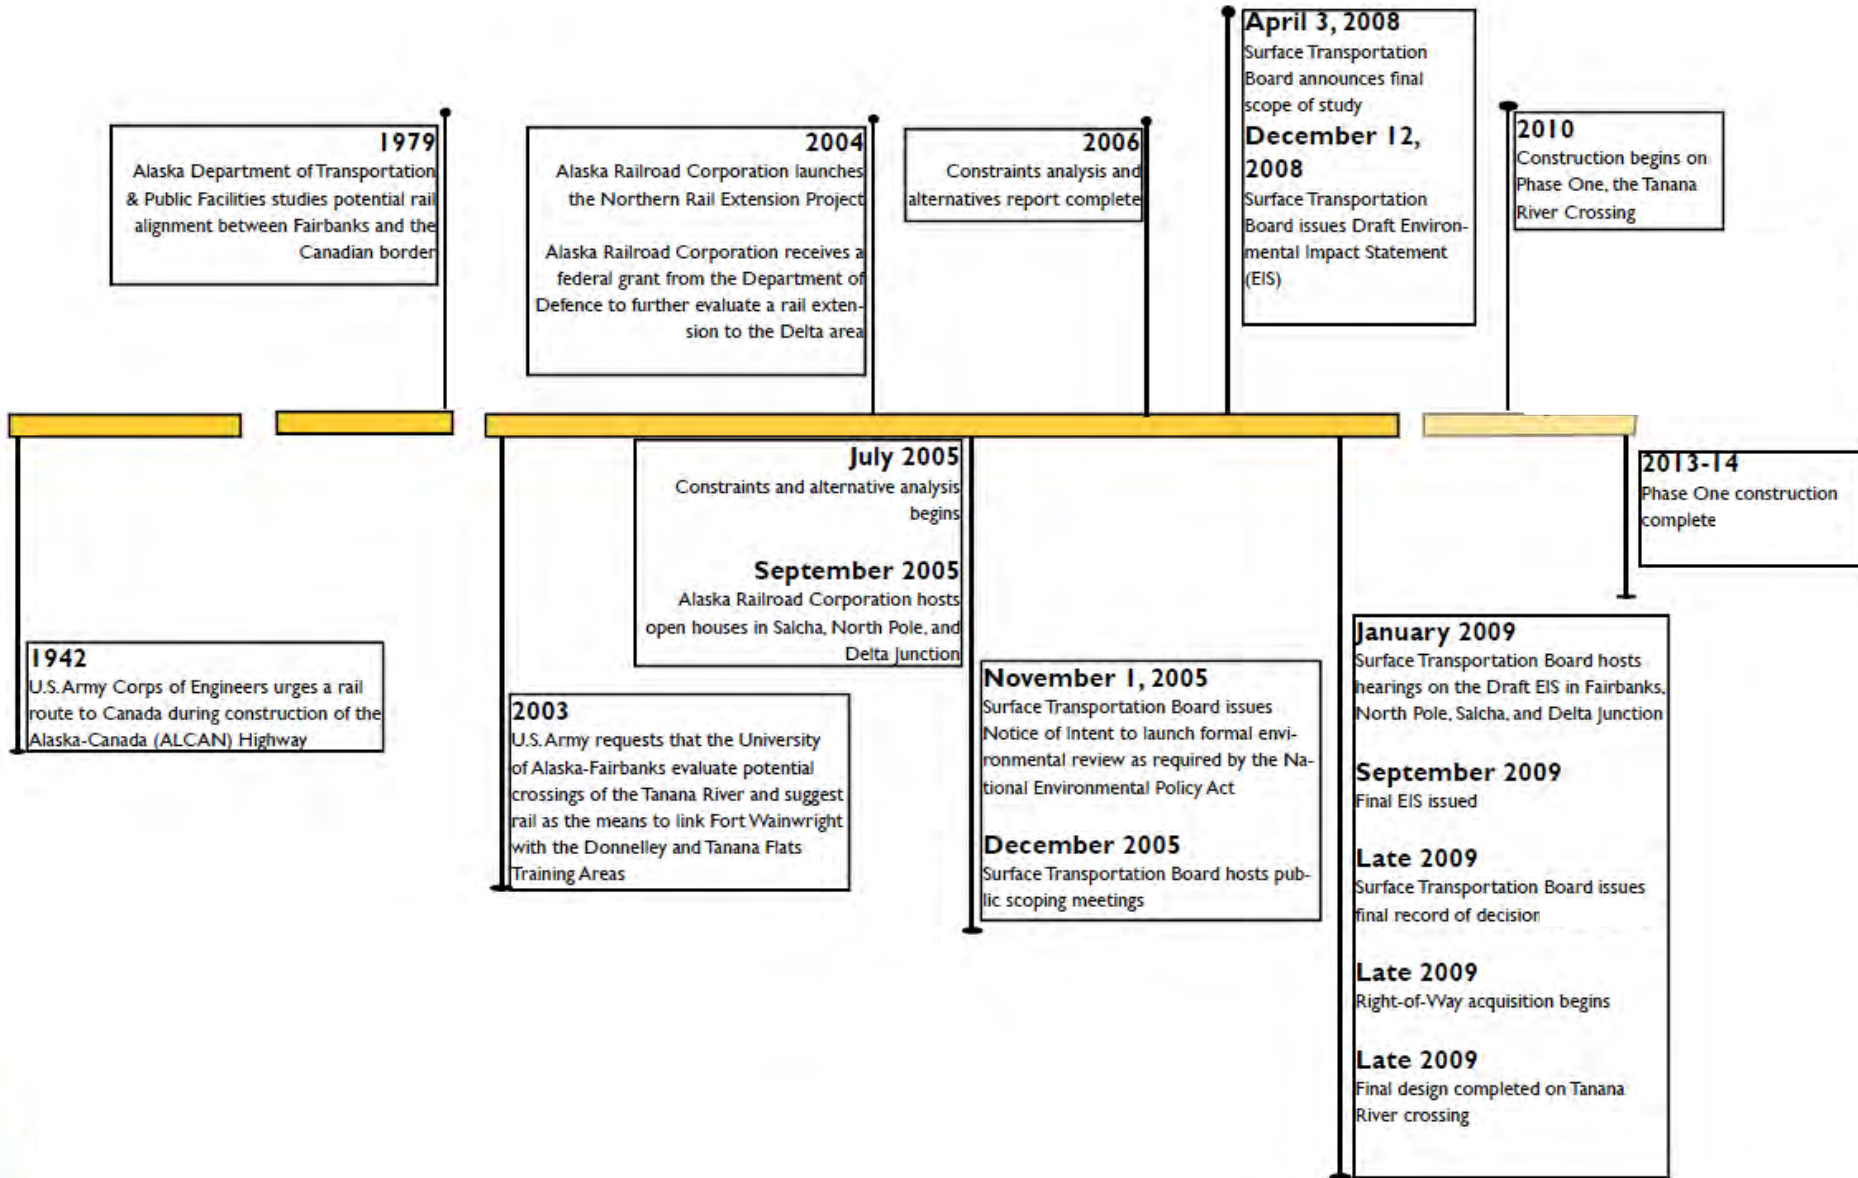 1979
Alaska Department of Transportation
& Public Facilities studies potential rail
alignment between Fairbanks and the
Canadian border
2004
Alaska Railroad Corporation launches
the Northern Rail Extension Project
Alaska Railroad Corporation receives a
federal grant from the Department of
Defence to further evaluate a rail exten-
sion to the Delta area
2006
Constraints analysis and
alternatives report complete
April 3, 2008
Surface Transportation
Board announces final
scope of study
December 12,
2008
Surface Transportation
Board issues Draft Environ-
mental Impact Statement
(EIS)
2010
Construction begins on
Phase One, the Tanana
River Crossing
1942
U.S. Army Corps of Engineers urges a rail
route to Canada during construction of the
Alaska-Canada (ALCAN) Highway
2003
U.S. Army requests that the University
of Alaska-Fairbanks evaluate potential
crossings of the Tanana River and suggest
rail as the means to link Fort Wainwright
with the Donnelley and Tanana Flats
Training Areas
July 2005
Constraints and alternative analysis
begins
September 2005
Alaska Railroad Corporation hosts
open houses in Salcha, North Pole, and
Delta Junction
November 1, 2005
Surface Transportation Board issues
Notice of Intent to launch formal envi-
ronmental review as required by the Na-
tional Environmental Policy Act
December 2005
Surface Transportation Board hosts pub-
lic scoping meetings
January 2009
Surface Transportation Board hosts
hearings on the Draft EIS in Fairbanks,
North Pole, Salcha, and Delta Junction
September 2009
Final EIS issued
Late 2009
Surface Transportation Board issues
final record of decision
Late 2009
Right-of-Way acquisition begins
Late 2009
Final design completed on Tanana
River crossing
2013-14
Phase One construction
complete